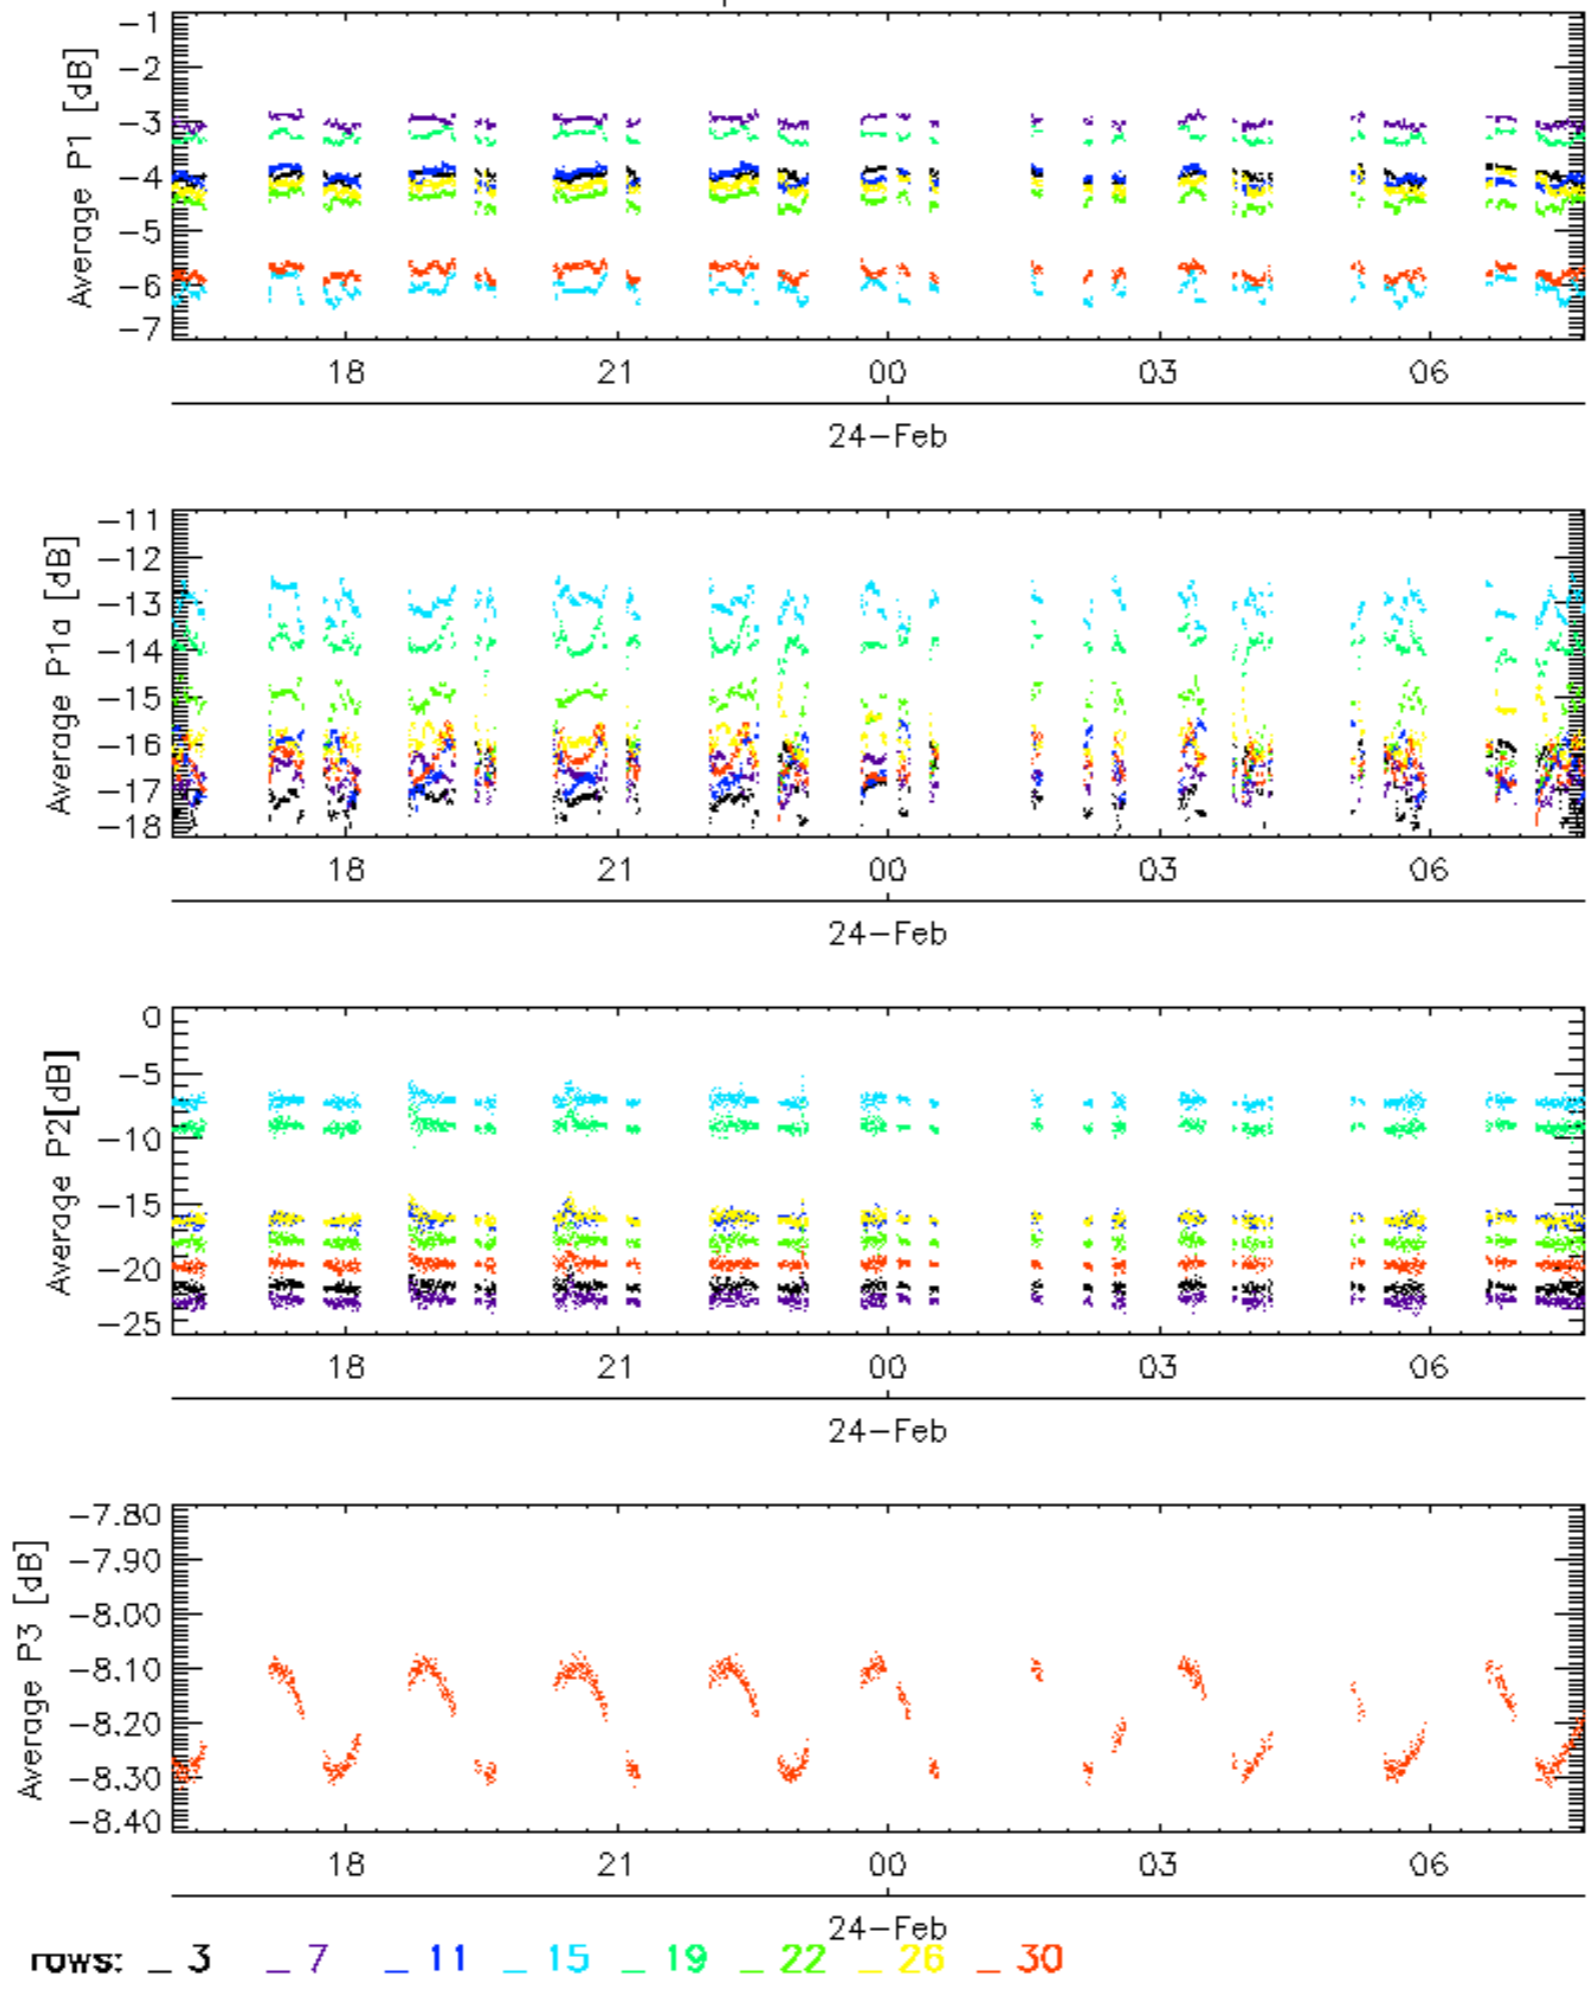 Average P1 [dB]
-1
-2
-3
-4
-5
-6
-7
18 21 00 03 06
24-Feb
Average P1a [dB]
-11
-12
-13
-14
-15
-16
-17
-18
18 21 00 03 06
24-Feb
Average P2[dB]
0
-5
-10
-15
-20
-25
18 21 00 03 06
24-Feb
Average P3 [dB]
-7.80
-7.90
-8.00
-8.10
-8.20
-8.30
-8.40
18 21 00 03 06
24-Feb
rows: _ 3 _ 7 _ 11 _ 15 _ 19 _ 22 _ 26 _ 30